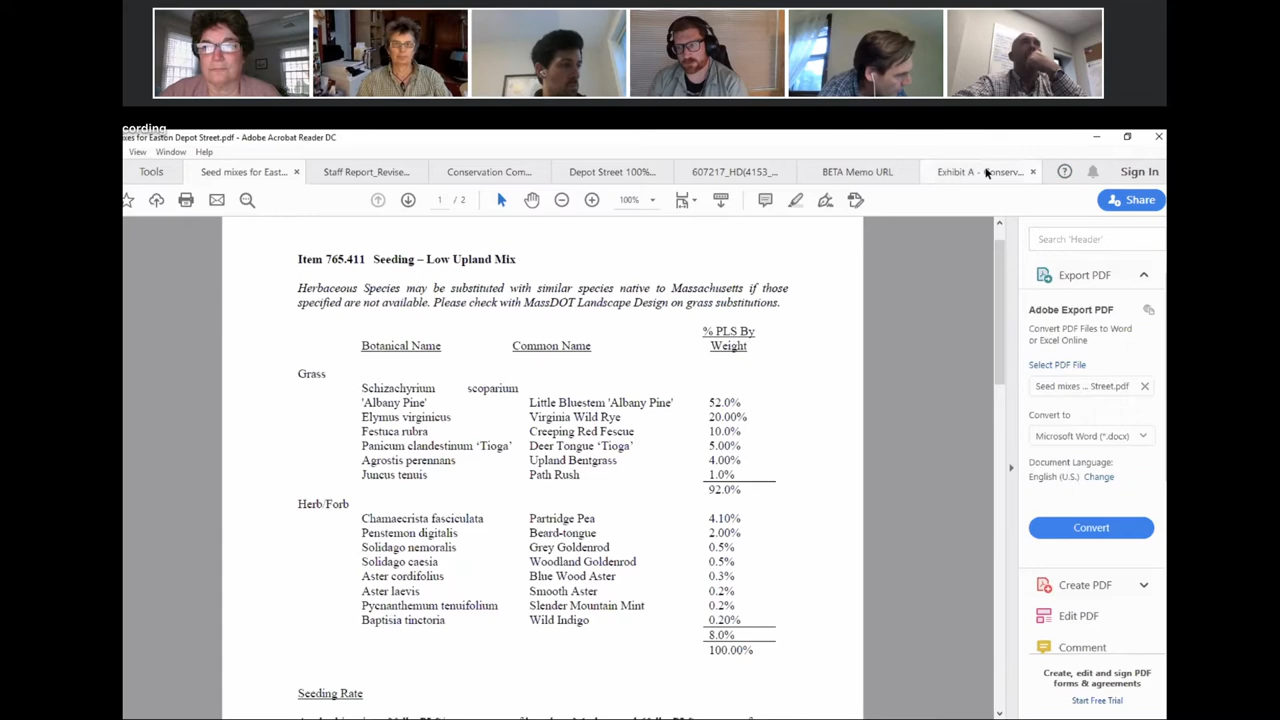 cording
xes for Easton Depot Street.pdf - Adobe Acrobat Reader DC
View Window Help
Tools Seed mixes for East... × Staff Report_Revise... Conservation Com... Depot Street 100%... 607217_HD(4153_... BETA Memo URL Exhibit A - Conserv... × Sign In
1 / 2 100% Share
Item 765.411 Seeding – Low Upland Mix
Herbaceous Species may be substituted with similar species native to Massachusetts if those
specified are not available. Please check with MassDOT Landscape Design on grass substitutions.
% PLS By
Botanical Name Common Name Weight
Grass
Schizachyrium scoparium
'Albany Pine' Little Bluestem 'Albany Pine' 52.0%
Elymus virginicus Virginia Wild Rye 20.00%
Festuca rubra Creeping Red Fescue 10.0%
Panicum clandestinum ‘Tioga’ Deer Tongue ‘Tioga’ 5.00%
Agrostis perennans Upland Bentgrass 4.00%
Juncus tenuis Path Rush 1.0%
92.0%
Herb/Forb
Chamaecrista fasciculata Partridge Pea 4.10%
Penstemon digitalis Beard-tongue 2.00%
Solidago nemoralis Grey Goldenrod 0.5%
Solidago caesia Woodland Goldenrod 0.5%
Aster cordifolius Blue Wood Aster 0.3%
Aster laevis Smooth Aster 0.2%
Pycnanthemum tenuifolium Slender Mountain Mint 0.2%
Baptisia tinctoria Wild Indigo 0.20%
8.0%
100.00%
Seeding Rate
Search 'Header'
Export PDF
Adobe Export PDF
Convert PDF Files to Word
or Excel Online
Select PDF File
Seed mixes ... Street.pdf
Convert to
Microsoft Word (*.docx)
Document Language:
English (U.S.) Change
Convert
Create PDF
Edit PDF
Comment
Create, edit and sign PDF
forms & agreements
Start Free Trial